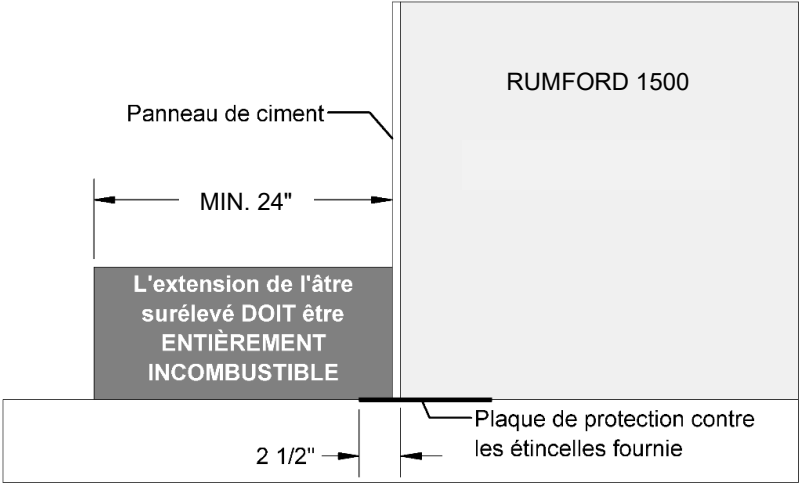 RUMFORD 1500
Panneau de ciment
MIN. 24"
L'extension de l'âtre
surélevé DOIT être
ENTIÈREMENT
INCOMBUSTIBLE
Plaque de protection contre
les étincelles fournie
2 1/2"